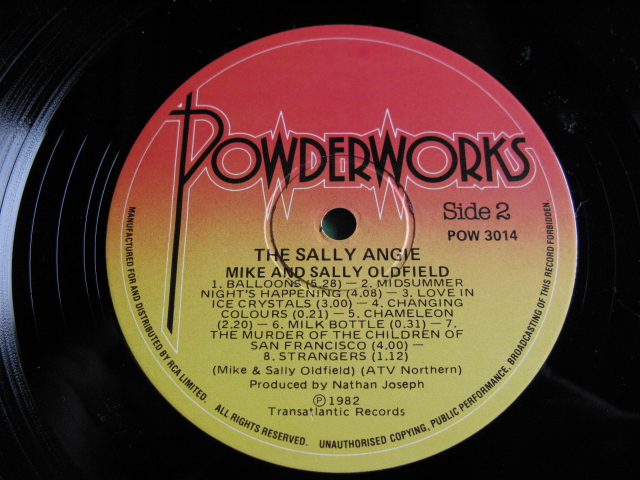 POWDERWORKS
Side 2
POW 3014
THE SALLY ANGIE
MIKE AND SALLY OLDFIELD
1. BALLOONS (5.28) — 2. MIDSUMMER
NIGHT'S HAPPENING (4.08) — 3. LOVE IN
ICE CRYSTALS (3.00) — 4. CHANGING
COLOURS (0.21) — 5. CHAMELEON
(2.20) — 6. MILK BOTTLE (0.31) — 7.
THE MURDER OF THE CHILDREN OF
SAN FRANCISCO (4.00) —
8. STRANGERS (1.12)
(Mike & Sally Oldfield) (ATV Northern)
Produced by Nathan Joseph
Ⓟ 1982
Transatlantic Records
MANUFACTURED FOR AND DISTRIBUTED BY RCA LIMITED. ALL RIGHTS RESERVED. UNAUTHORISED COPYING, PUBLIC PERFORMANCE, BROADCASTING OF THIS RECORD FORBIDDEN.